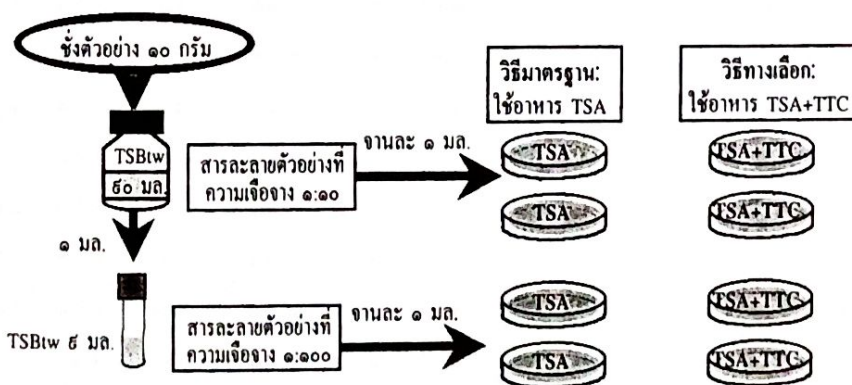 ชั่งตัวอย่าง ๑๐ กรัม
TSBtw
๙๐ มล.
สารละลายตัวอย่างที่
ความเจือจาง ๑:๑๐
จานละ ๑ มล.
วิธีมาตรฐาน:
ใช้อาหาร TSA
วิธีทางเลือก:
ใช้อาหาร TSA+TTC
TSA
TSA+TTC
TSA
TSA+TTC
๑ มล.
TSBtw ๙ มล.
สารละลายตัวอย่างที่
ความเจือจาง ๑:๑๐๐
จานละ ๑ มล.
TSA
TSA+TTC
TSA
TSA+TTC